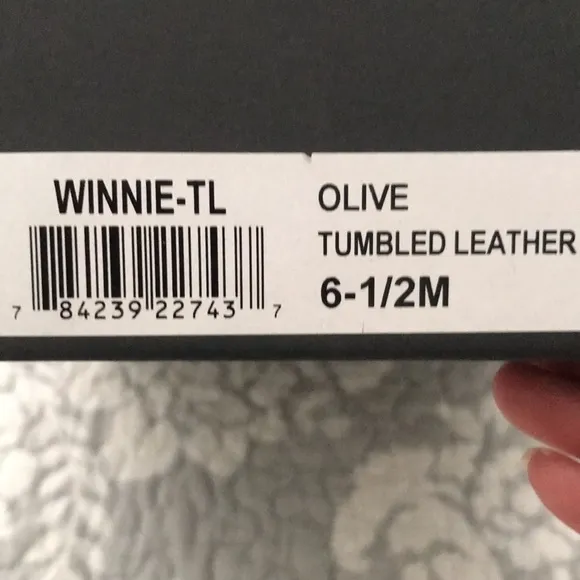 WINNIE-TL
7 84239 22743 7
OLIVE
TUMBLED LEATHER
6-1/2M